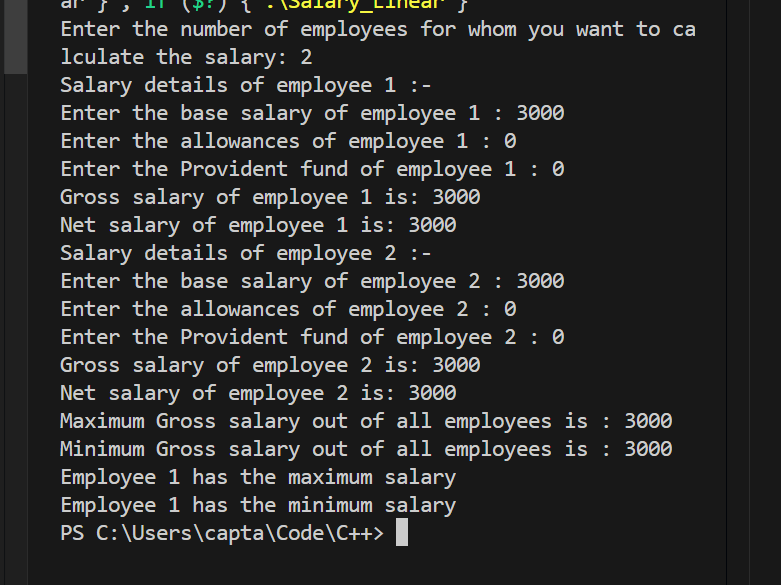 ar } ; if ($?) { .\Salary_Linear }
Enter the number of employees for whom you want to ca
lculate the salary: 2
Salary details of employee 1 :-
Enter the base salary of employee 1 : 3000
Enter the allowances of employee 1 : 0
Enter the Provident fund of employee 1 : 0
Gross salary of employee 1 is: 3000
Net salary of employee 1 is: 3000
Salary details of employee 2 :-
Enter the base salary of employee 2 : 3000
Enter the allowances of employee 2 : 0
Enter the Provident fund of employee 2 : 0
Gross salary of employee 2 is: 3000
Net salary of employee 2 is: 3000
Maximum Gross salary out of all employees is : 3000
Minimum Gross salary out of all employees is : 3000
Employee 1 has the maximum salary
Employee 1 has the minimum salary
PS C:\Users\capta\Code\C++>